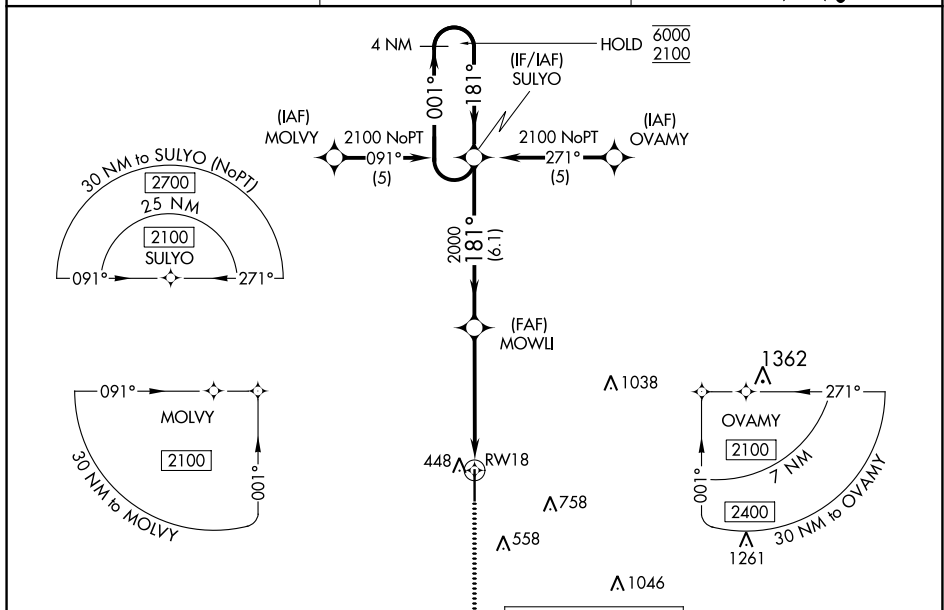 4 NM
HOLD 6000
2100
(IF/IAF)
SULYO
001°
181°
(IAF)
MOLVY
2100 NoPT
091°
(5)
2100 NoPT
271°
(5)
(IAF)
OVAMY
30 NM to SULYO (NoPT)
2700
25 NM
2100
SULYO
091°
271°
2000
181°
(6.1)
(FAF)
MOWLI
091°
MOLVY
2100
001°
30 NM to MOLVY
1038
1362
271°
OVAMY
2100
7 NM
001°
2400
30 NM to OVAMY
1261
448
RW18
758
558
1046